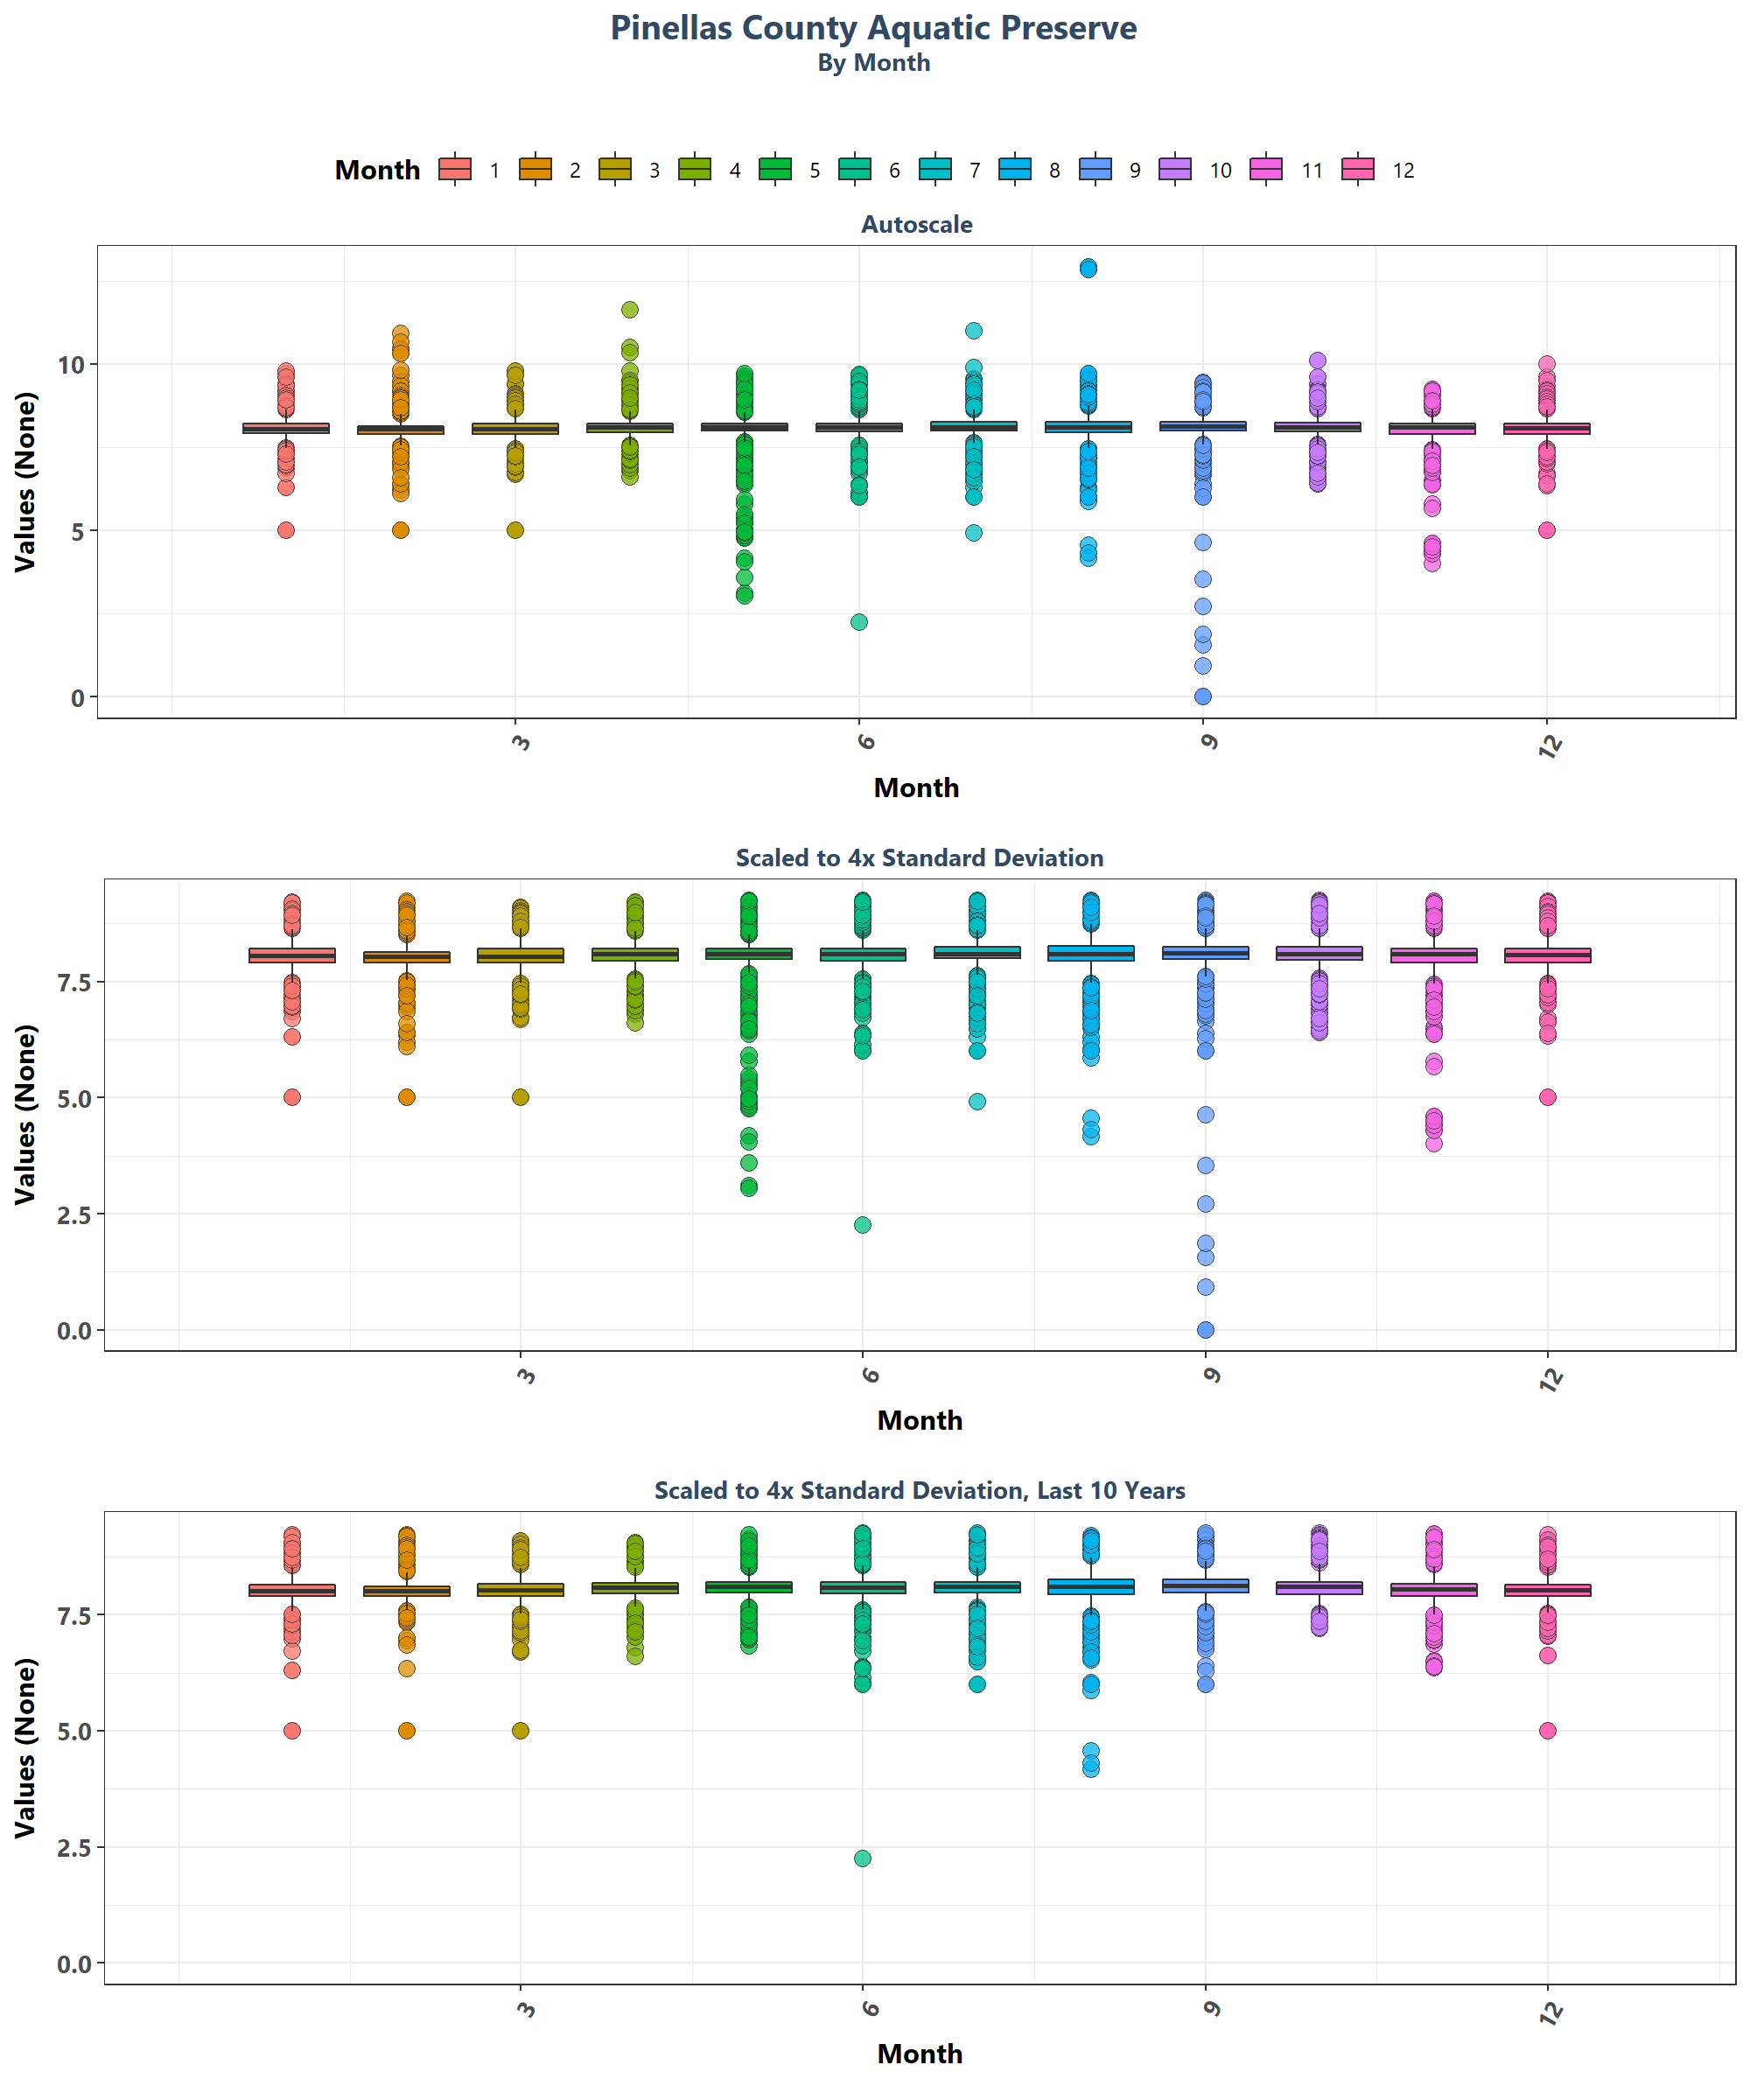 Pinellas County Aquatic Preserve
By Month
Month 1 2 3 4 5 6 7 8 9 10 11 12
Autoscale
Values (None)
10
5
0
3 6 9 12
Month
Scaled to 4x Standard Deviation
Values (None)
7.5
5.0
2.5
0.0
3 6 9 12
Month
Scaled to 4x Standard Deviation, Last 10 Years
Values (None)
7.5
5.0
2.5
0.0
3 6 9 12
Month